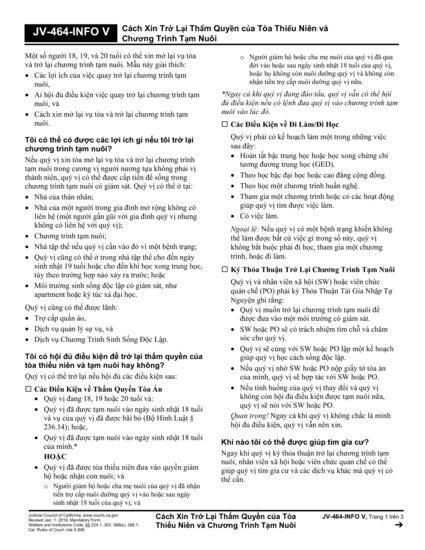 JV-464-INFO V
Cách Xin Trở Lại Thẩm Quyền của Tòa Thiếu Niên và
Chương Trình Tạm Nuôi
Một số người 18, 19, và 20 tuổi có thể xin mở lại vụ tòa
và trở lại chương trình tạm nuôi. Mẫu này giải thích:
• Các lợi ích của việc trở lại chương trình tạm
nuôi,
• Ai hội đủ điều kiện quay trở lại chương trình tạm
nuôi, và
• Cách xin mở lại vụ tòa và trở lại chương trình tạm
nuôi.
Tôi có thể có được các lợi ích gì nếu tôi trở lại
chương trình tạm nuôi?
Nếu quý vị xin tòa mở lại vụ tòa và trở lại chương trình
tạm nuôi trong cương vị người nương tựa không phải vị
thành niên, quý vị có thể được cấp tiền để sống trong
chương trình tạm nuôi có giám sát. Quý vị có thể ở tại:
• Nhà của thân nhân;
• Nhà của một người trong gia đình mở rộng không có
liên hệ (một người gần gũi với gia đình quý vị nhưng
không có liên hệ với quý vị);
• Chương trình tạm nuôi;
• Nhà tập thể nếu quý vị cần vào đó vì một bệnh trạng;
• Quý vị cũng có thể ở trong nhà tập thể cho đến ngày
sinh nhật 19 tuổi hoặc cho đến khi học xong trung học,
tùy theo trường hợp nào xảy ra trước; hoặc
• Môi trường sinh sống độc lập có giám sát, như
apartment hoặc ký túc xá đại học.
Quý vị cũng có thể được lãnh:
• Trợ cấp quần áo,
• Dịch vụ quản lý sự vụ, và
• Dịch vụ Chương Trình Sinh Sống Độc Lập.
Tôi có hội đủ điều kiện để trở lại thẩm quyền của
tòa thiếu niên và tạm nuôi hay không?
Quý vị có thể trở lại nếu hội đủ các điều kiện sau:
☐ Các Điều Kiện về Thẩm Quyền Tòa Án
• Quý vị đang 18, 19 hoặc 20 tuổi và:
• Quý vị đã được tạm nuôi vào ngày sinh nhật 18 tuổi
và vụ của quý vị đã được bãi bỏ (Bộ Hình Luật §
236.14); hoặc,
• Quý vị đã được tạm nuôi vào ngày sinh nhật 18 tuổi
của mình.*
HOẶC
• Quý vị đã được tòa thiếu niên đưa vào quyền giám
hộ hoặc nhận con nuôi; và
o Người giám hộ hoặc cha mẹ nuôi của quý vị đã nhận
tiền trợ cấp nuôi dưỡng quý vị vào hoặc sau ngày
sinh nhật 18 tuổi của quý vị; và
o Người giám hộ hoặc cha mẹ nuôi của quý vị đã qua
đời vào hoặc sau ngày sinh nhật 18 tuổi của quý vị,
hoặc họ không còn nuôi dưỡng quý vị và không còn
nhận tiền trợ cấp nuôi dưỡng quý vị nữa.
*Ngay cả khi quý vị đang đào tẩu, quý vị vẫn có thể hội
đủ điều kiện nếu có lệnh đưa quý vị vào chương trình tạm
nuôi vào lúc đó.
☐ Các Điều Kiện về Đi Làm/Đi Học
Quý vị phải có kế hoạch làm một trong những việc
sau đây:
• Hoàn tất bậc trung học hoặc học xong chứng chỉ
tương đương trung học (GED).
• Theo học bậc đại học hoặc cao đẳng cộng đồng.
• Theo học một chương trình huấn nghệ.
• Tham gia một chương trình hoặc có các hoạt động
giúp quý vị tìm được việc làm.
• Có việc làm.
Ngoại lệ: Nếu quý vị có một bệnh trạng khiến không
thể làm được bất cứ việc gì trong số này, quý vị
không bắt buộc phải đi học, tham gia một chương
trình, hoặc đi làm.
☐ Ký Thỏa Thuận Trở Lại Chương Trình Tạm Nuôi
Quý vị và nhân viên xã hội (SW) hoặc viên chức
quản chế (PO) phải ký Thỏa Thuận Tái Gia Nhập Tự
Nguyện ghi rằng:
• Quý vị muốn trở lại chương trình tạm nuôi để
được đưa vào một môi trường có giám sát.
• SW hoặc PO sẽ có trách nhiệm tìm chỗ và chăm
sóc cho quý vị.
• Quý vị sẽ cùng với SW hoặc PO lập một kế hoạch
giúp quý vị học cách sống độc lập.
• Nếu quý vị nhờ SW hoặc PO nộp giấy tờ tòa án
của mình, quý vị sẽ hợp tác với SW hoặc PO.
• Nếu tình huống của quý vị thay đổi và quý vị
không còn hội đủ điều kiện được tạm nuôi nữa,
quý vị sẽ nói với SW hoặc PO.
Quan trọng! Ngay cả khi quý vị không chắc là mình
hội đủ điều kiện, quý vị vẫn nên xin.
Khi nào tôi có thể được giúp tìm gia cư?
Ngay khi quý vị ký thỏa thuận trở lại chương trình tạm
nuôi, nhân viên xã hội hoặc viên chức quản chế có thể
giúp quý vị tìm gia cư và các dịch vụ khác mà quý vị có
thể cần.
Judicial Council of California, www.courts.ca.gov
Revised Jan. 1, 2019, Mandatory Form
Welfare and Institutions Code, §§ 224.1, 303, 388(e), 388.1;
Cal. Rules of Court, rule 5.906
Cách Xin Trở Lại Thẩm Quyền của Tòa
Thiếu Niên và Chương Trình Tạm Nuôi
JV-464-INFO V, Trang 1 trên 3
➔